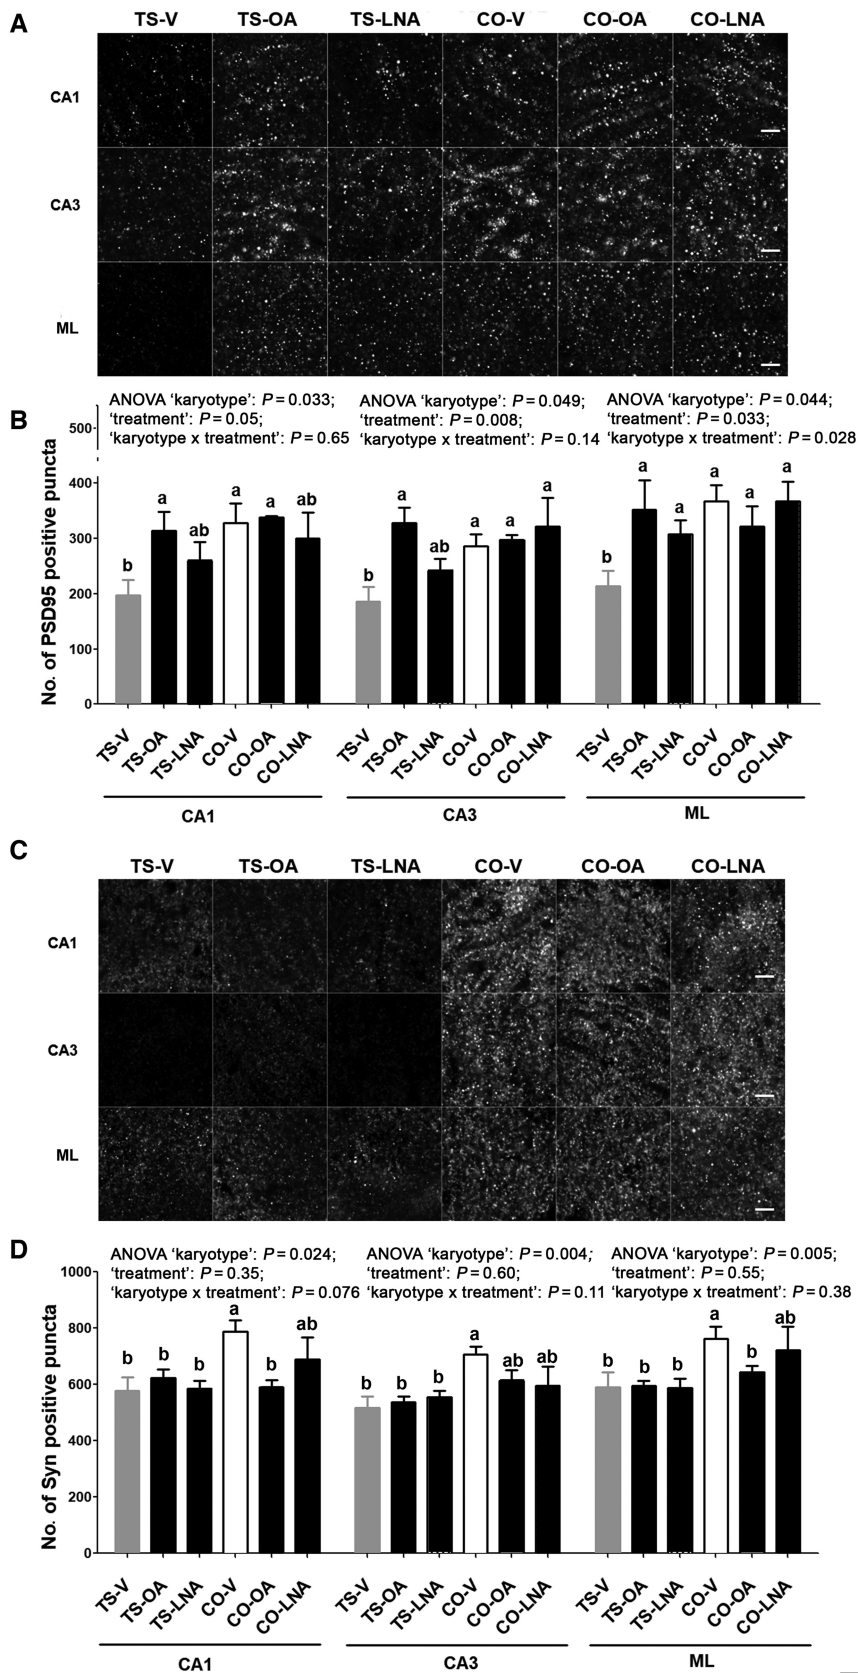 A
TS-V TS-OA TS-LNA CO-V CO-OA CO-LNA
CA1
CA3
ML
B
ANOVA ‘karyotype’: P = 0.033;
‘treatment’: P = 0.05;
‘karyotype x treatment’: P = 0.65
ANOVA ‘karyotype’: P = 0.049;
‘treatment’: P = 0.008;
‘karyotype x treatment’: P = 0.14
ANOVA ‘karyotype’: P = 0.044;
‘treatment’: P = 0.033;
‘karyotype x treatment’: P = 0.028
No. of PSD95 positive puncta
500
400
300
200
100
0
b a ab a a ab
b a ab a a a
b a a a a a
TS-V TS-OA TS-LNA CO-V CO-OA CO-LNA
TS-V TS-OA TS-LNA CO-V CO-OA CO-LNA
TS-V TS-OA TS-LNA CO-V CO-OA CO-LNA
CA1 CA3 ML
C
TS-V TS-OA TS-LNA CO-V CO-OA CO-LNA
CA1
CA3
ML
D
ANOVA ‘karyotype’: P = 0.024;
‘treatment’: P = 0.35;
‘karyotype x treatment’: P = 0.076
ANOVA ‘karyotype’: P = 0.004;
‘treatment’: P = 0.60;
‘karyotype x treatment’: P = 0.11
ANOVA ‘karyotype’: P = 0.005;
‘treatment’: P = 0.55;
‘karyotype x treatment’: P = 0.38
No. of Syn positive puncta
1000
800
600
400
200
0
b b b a b ab
b b b a ab ab
b b b a b ab
TS-V TS-OA TS-LNA CO-V CO-OA CO-LNA
TS-V TS-OA TS-LNA CO-V CO-OA CO-LNA
TS-V TS-OA TS-LNA CO-V CO-OA CO-LNA
CA1 CA3 ML